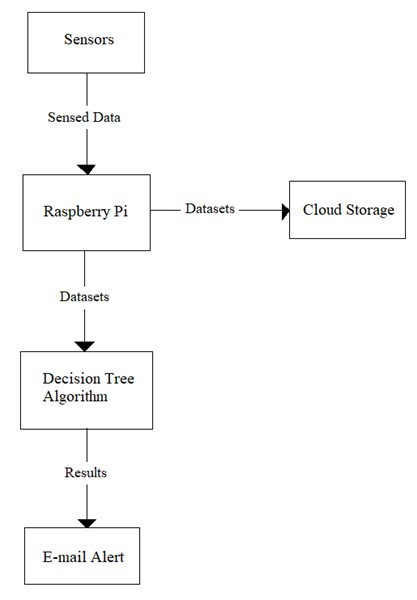 Sensors
Sensed Data
Raspberry Pi
Datasets
Cloud Storage
Datasets
Decision Tree
Algorithm
Results
E-mail Alert